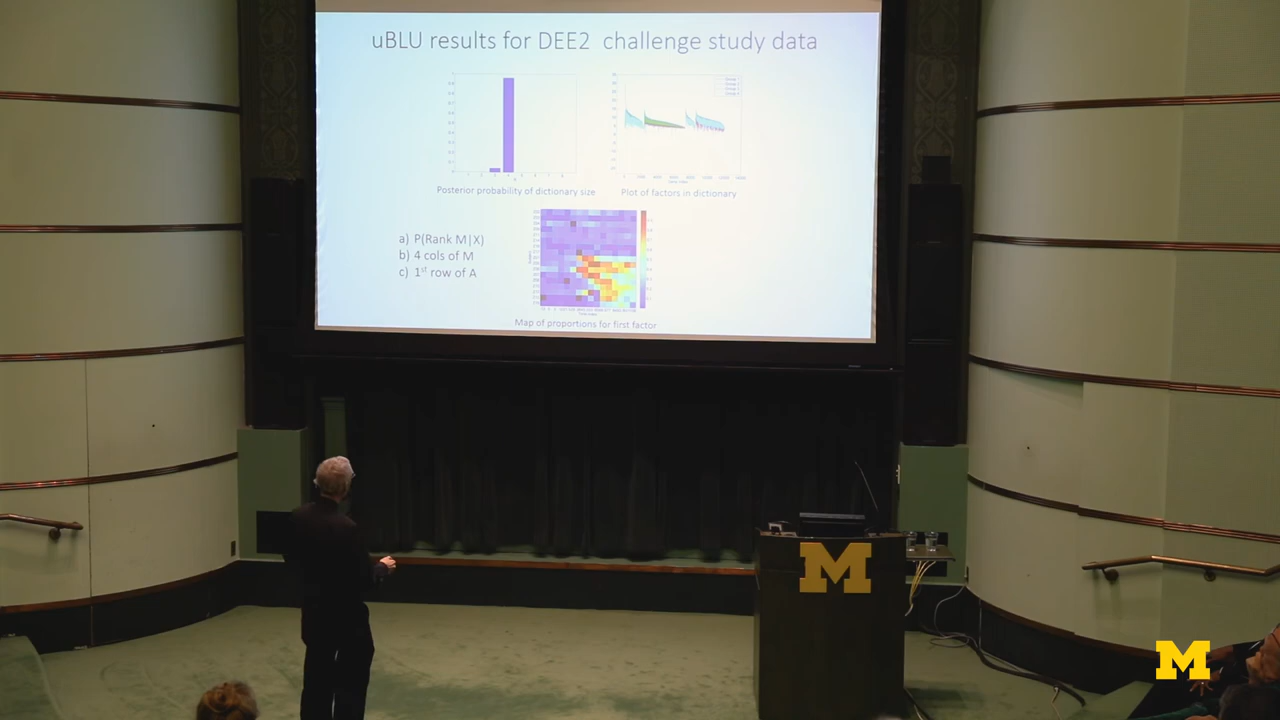 uBLU results for DEE2 challenge study data
Posterior probability of dictionary size
Plot of factors in dictionary
a) P(Rank M|X)
b) 4 cols of M
c) 1st row of A
Map of proportions for first factor
M
M